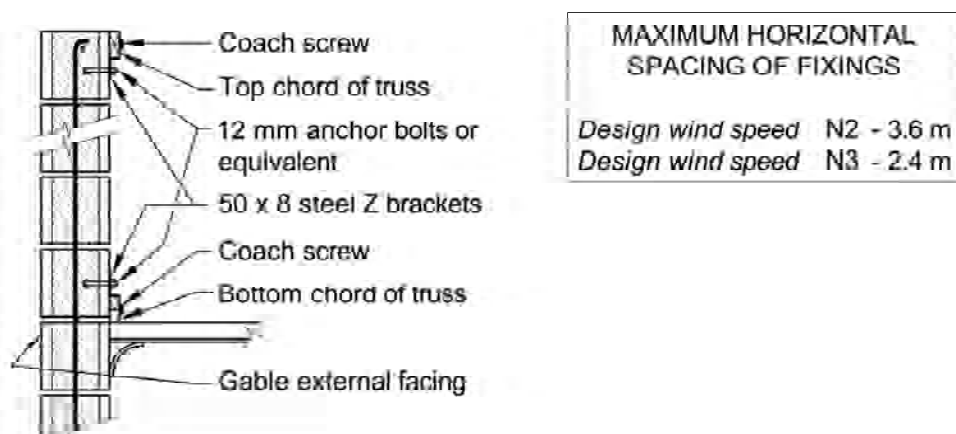 Coach screw
Top chord of truss
12 mm anchor bolts or
equivalent
50 x 8 steel Z brackets
Coach screw
Bottom chord of truss
Gable external facing
MAXIMUM HORIZONTAL
SPACING OF FIXINGS
Design wind speed N2 - 3.6 m
Design wind speed N3 - 2.4 m